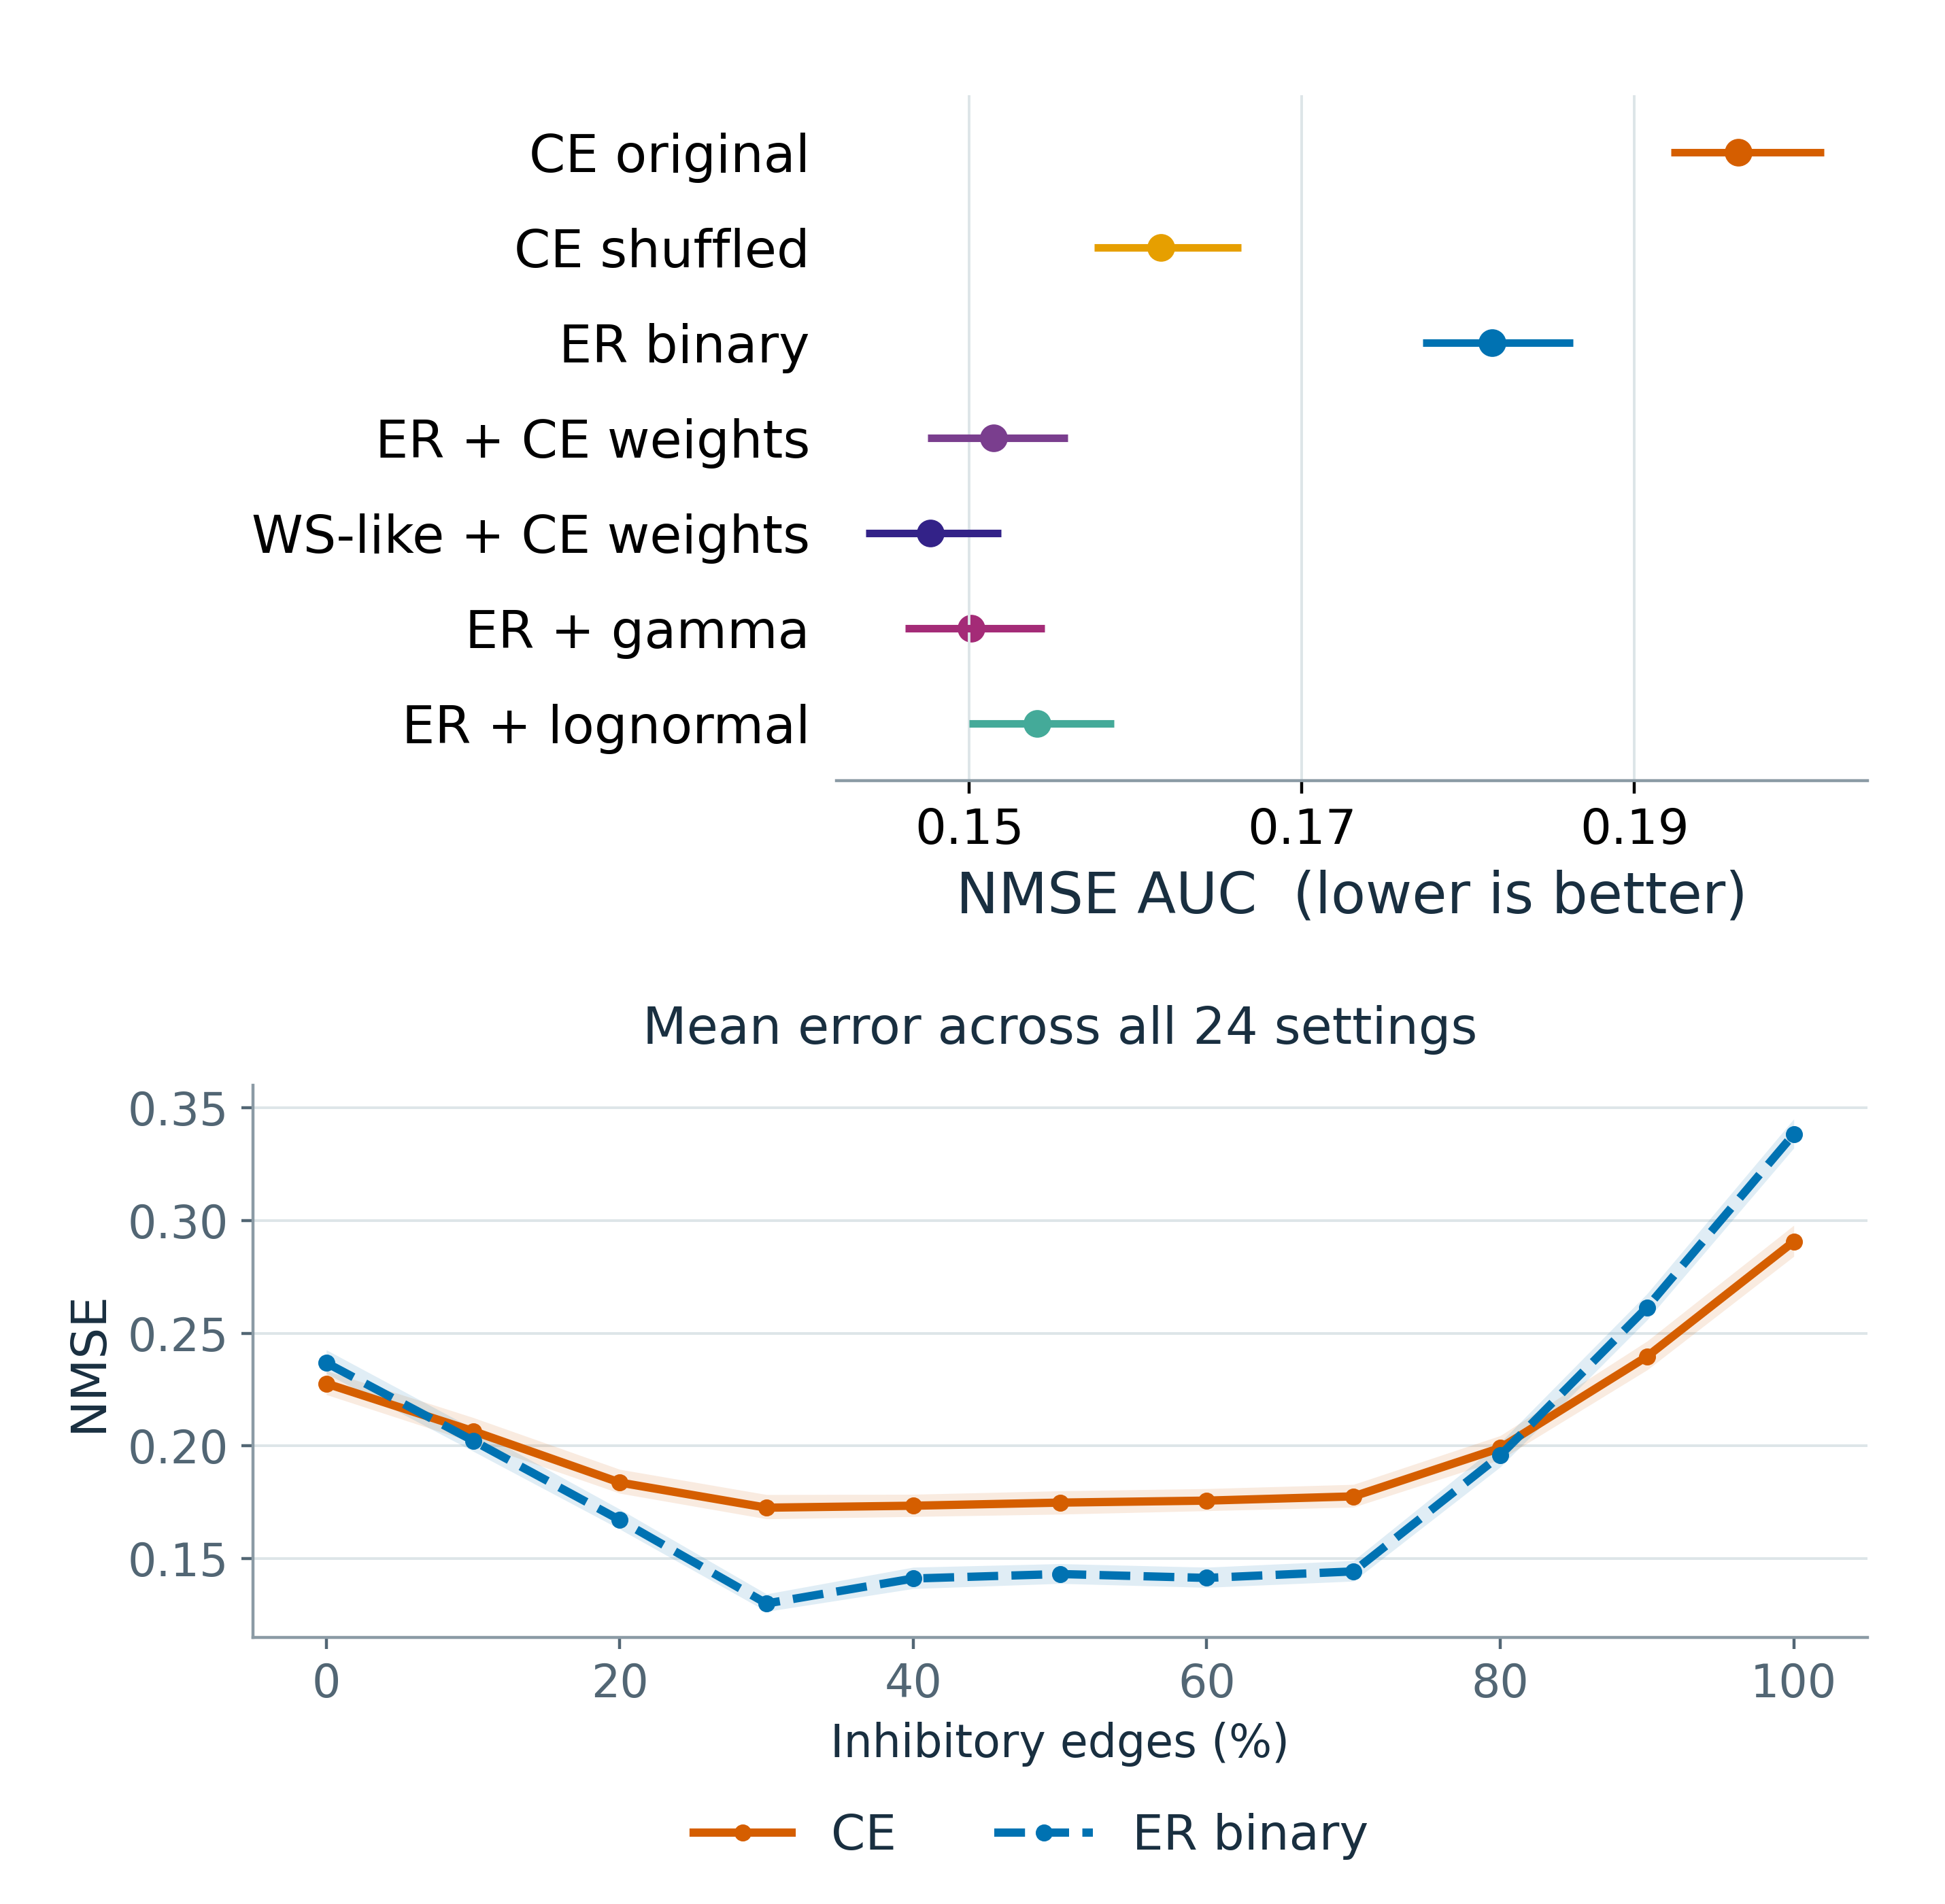 CE original
CE shuffled
ER binary
ER + CE weights
WS-like + CE weights
ER + gamma
ER + lognormal
0.15 0.17 0.19
NMSE AUC (lower is better)
Mean error across all 24 settings
0.35
0.30
0.25
0.20
0.15
NMSE
0 20 40 60 80 100
Inhibitory edges (%)
CE ER binary